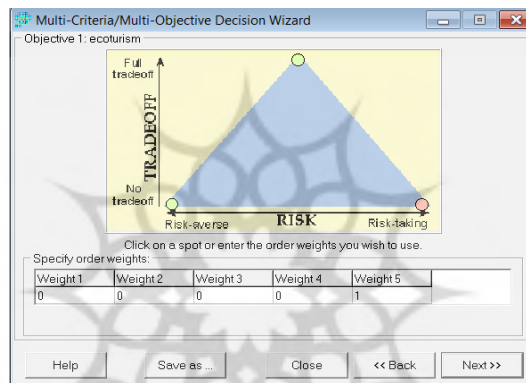 Multi-Criteria/Multi-Objective Decision Wizard
Objective 1: ecoturism
Full
tradeoff
TRADEOFF
No
tradeoff
Risk-averse RISK Risk-taking
Click on a spot or enter the order weights you wish to use.
Specify order weights:
Weight 1 Weight 2 Weight 3 Weight 4 Weight 5
0 0 0 0 1
Help Save as ... Close << Back Next >>